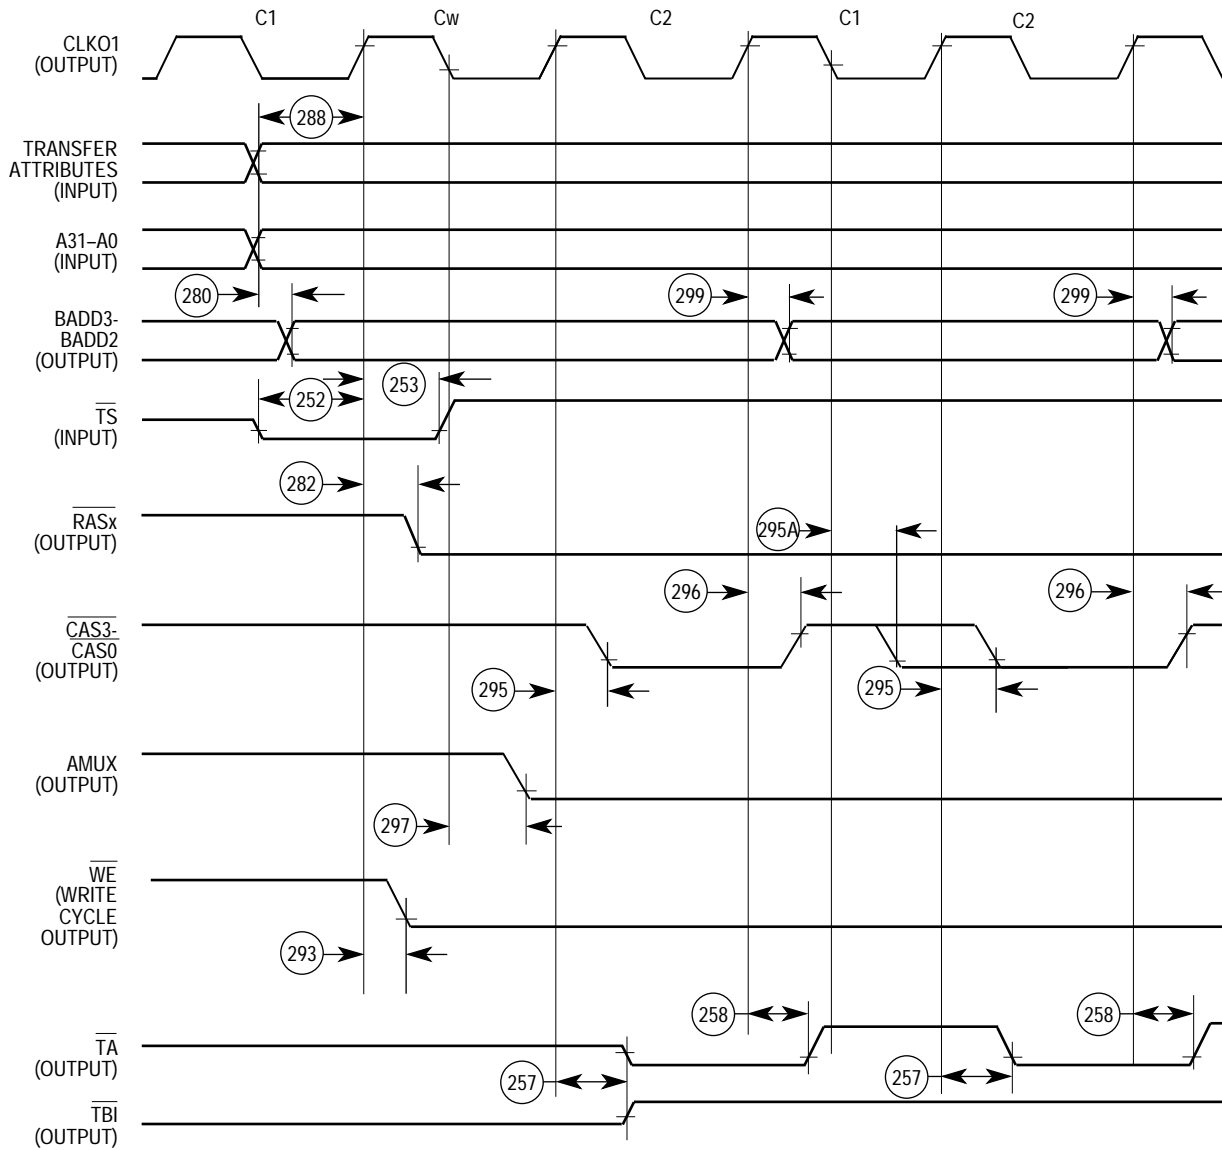 C1 Cw C2 C1 C2
CLKO1
(OUTPUT)
288
TRANSFER
ATTRIBUTES
(INPUT)
A31–A0
(INPUT)
280 299 299
BADD3-
BADD2
(OUTPUT)
252 253
TS
(INPUT)
282
RASx
(OUTPUT)
295A
296 296
CAS3-
CAS0
(OUTPUT)
295 295
AMUX
(OUTPUT)
297
WE
(WRITE
CYCLE
OUTPUT)
293
258 258
TA
(OUTPUT)
257 257
TBI
(OUTPUT)